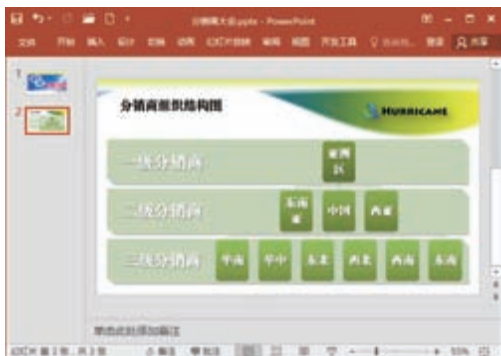 分销商大会.pptx - PowerPoint
文件 开始 插入 设计 切换 动画 幻灯片放映 审阅 视图 开发工具 登录 共享
1
2
分销商组织结构图
HURRICANE
一级分销商
亚洲
区
二级分销商
东南
亚
中国
西亚
三级分销商
华南
华中
东北
西北
西南
东南
单击此处添加备注
幻灯片 第 2 张，共 2 张 备注 批注 55%